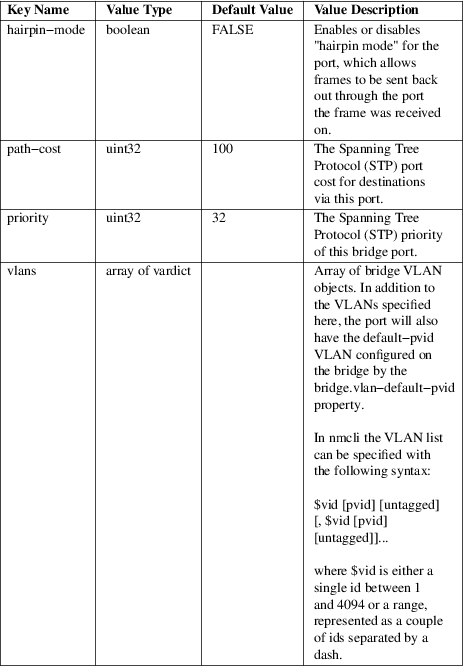 Key Name Value Type Default Value Value Description
hairpin−mode boolean FALSE Enables or disables
"hairpin mode" for the
port, which allows
frames to be sent back
out through the port
the frame was received
on.
path−cost uint32 100 The Spanning Tree
Protocol (STP) port
cost for destinations
via this port.
priority uint32 32 The Spanning Tree
Protocol (STP) priority
of this bridge port.
vlans array of vardict Array of bridge VLAN
objects. In addition to
the VLANs specified
here, the port will also
have the default−pvid
VLAN configured on
the bridge by the
bridge.vlan−default−pvid
property.
In nmcli the VLAN list
can be specified with
the following syntax:
$vid [pvid] [untagged]
[, $vid [pvid]
[untagged]]...
where $vid is either a
single id between 1
and 4094 or a range,
represented as a couple
of ids separated by a
dash.